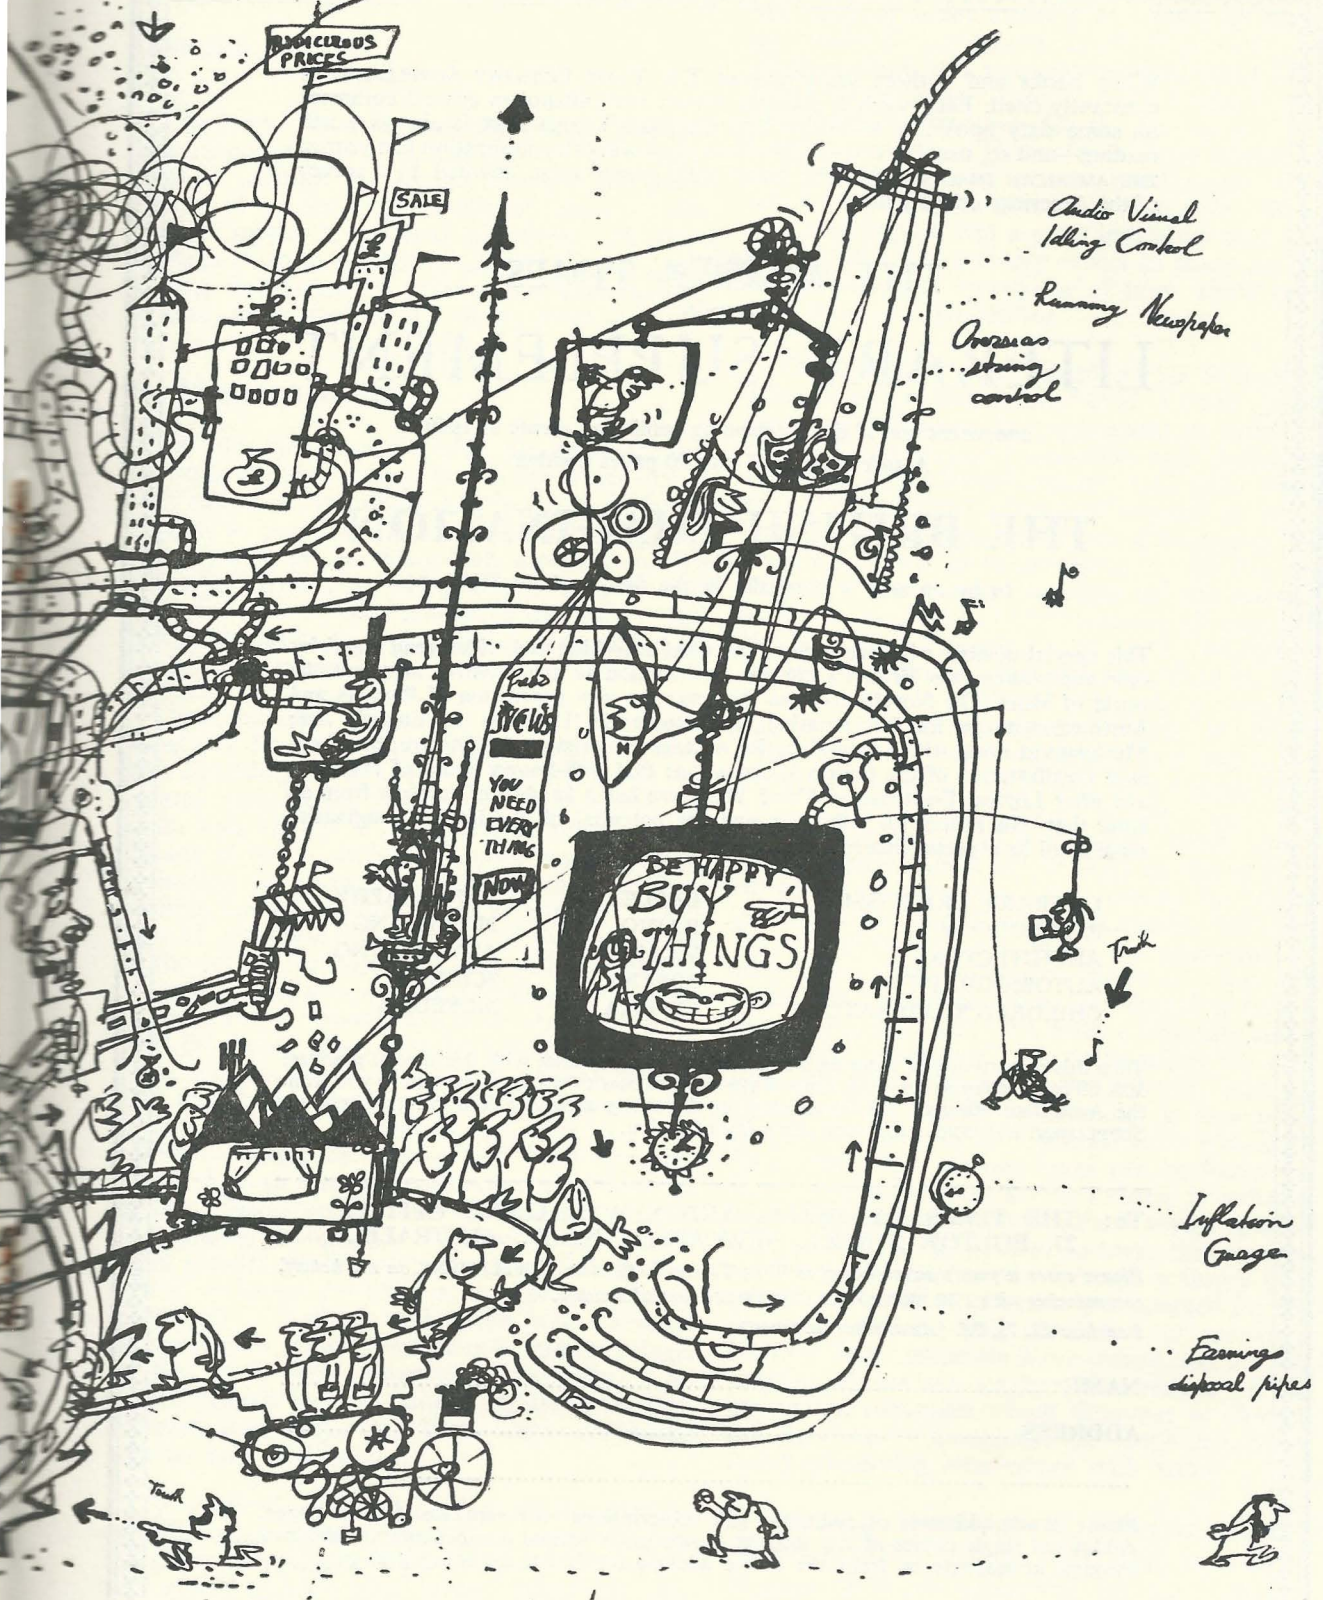 RIDICULOUS
PRICES
SALE
Audio Visual
Idling Control
Running Newspaper
Overseas
string
control
NEWS
YOU
NEED
EVERY
THING
NOW
BE HAPPY,
BUY
THINGS
N
Truth
Inflation
Guage
Earnings
disposal pipes
Truth